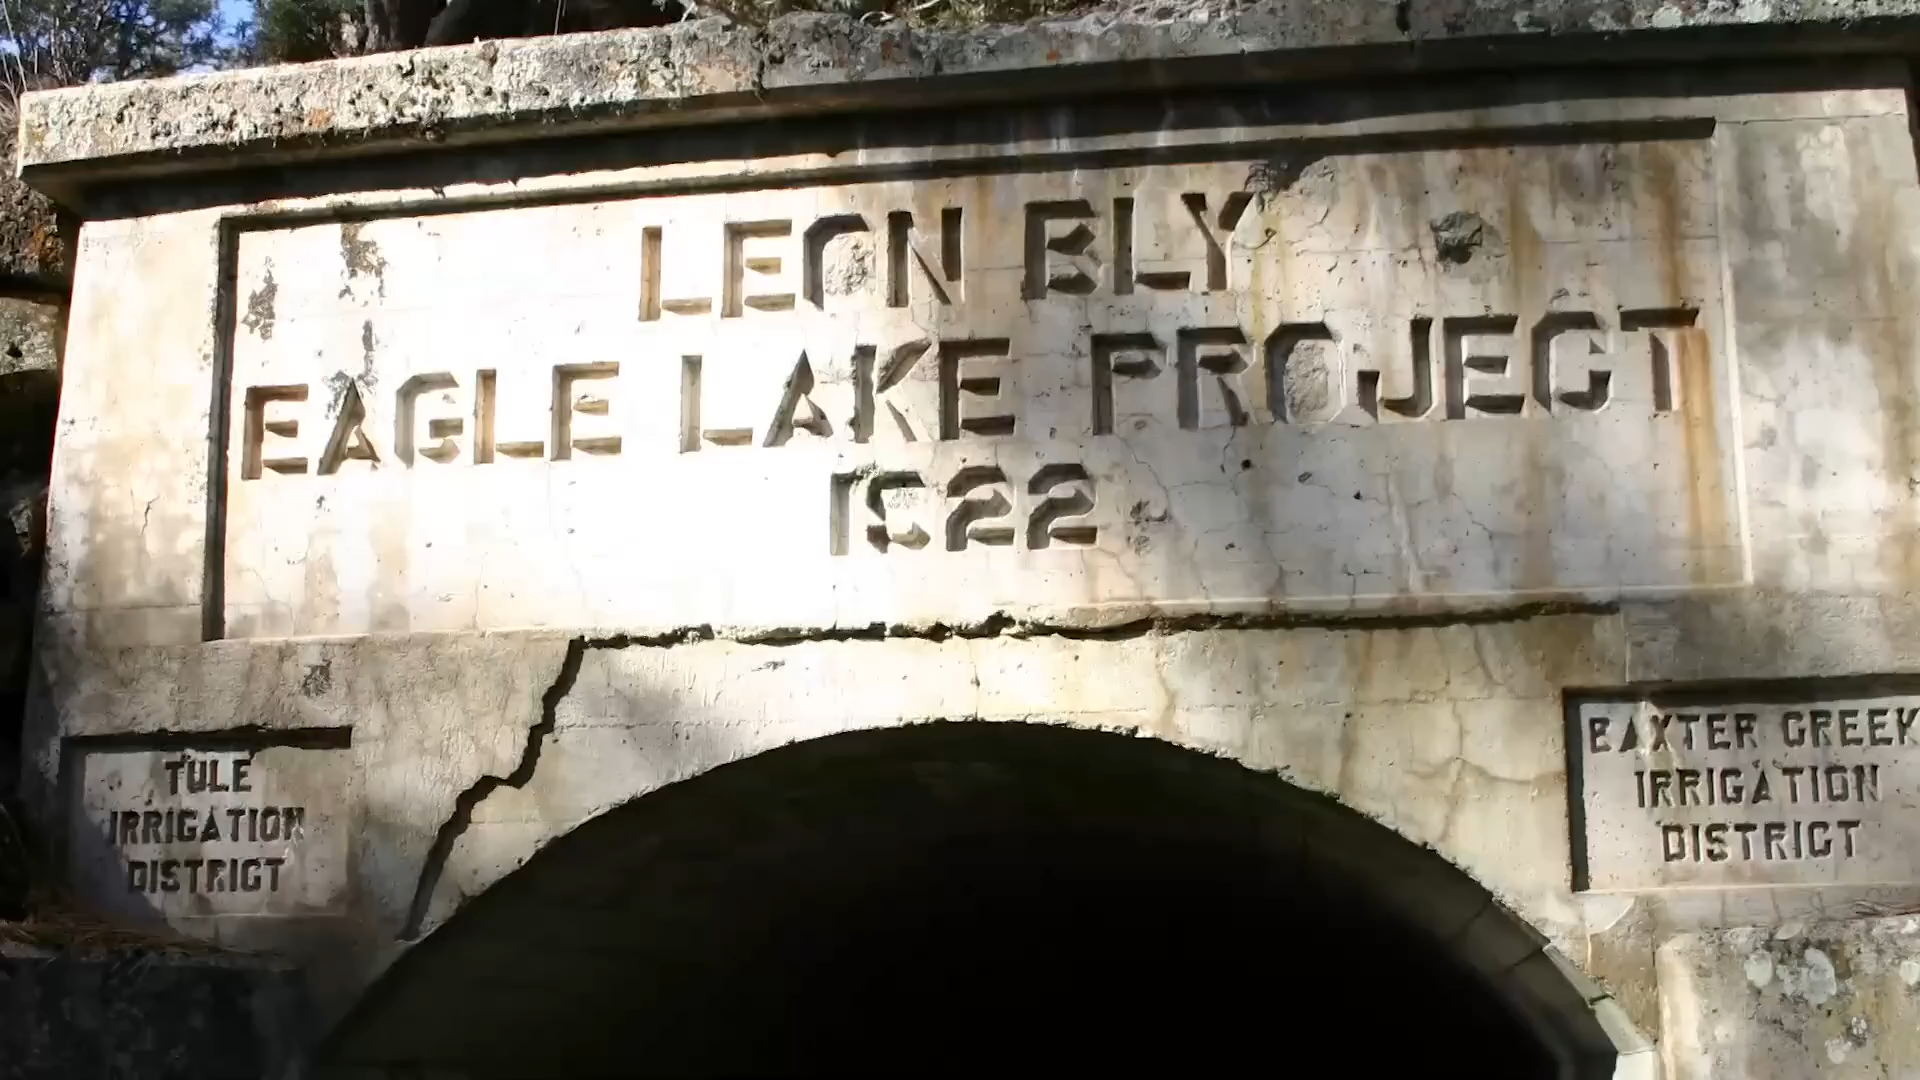 LEON BLY
EAGLE LAKE PROJECT
1922
TULE
IRRIGATION
DISTRICT
BAXTER CREEK
IRRIGATION
DISTRICT